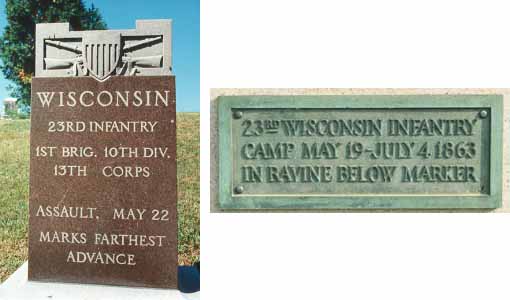 WISCONSIN
23RD INFANTRY
1ST BRIG. 10TH DIV.
13TH CORPS
ASSAULT, MAY 22
MARKS FARTHEST
ADVANCE
23RD WISCONSIN INFANTRY
CAMP MAY 19-JULY 4. 1863
IN RAVINE BELOW MARKER